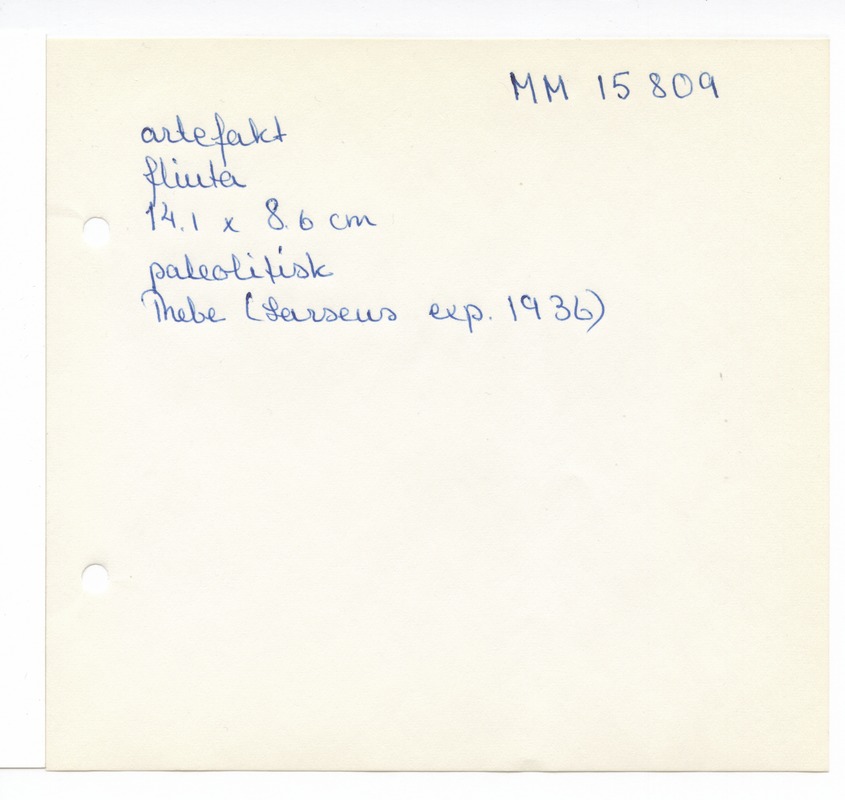 MM 15 809
artefakt
flinta
14.1 x 8.6 cm
paleolitisk
Thebe (Larsens exp. 1936)